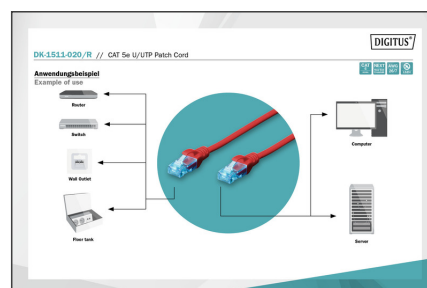 DIGITUS®
DK-1511-020/R // CAT 5e U/UTP Patch Cord
Anwendungsbeispiel
Example of use
Router
Switch
Wall Outlet
Floor tank
Computer
Server